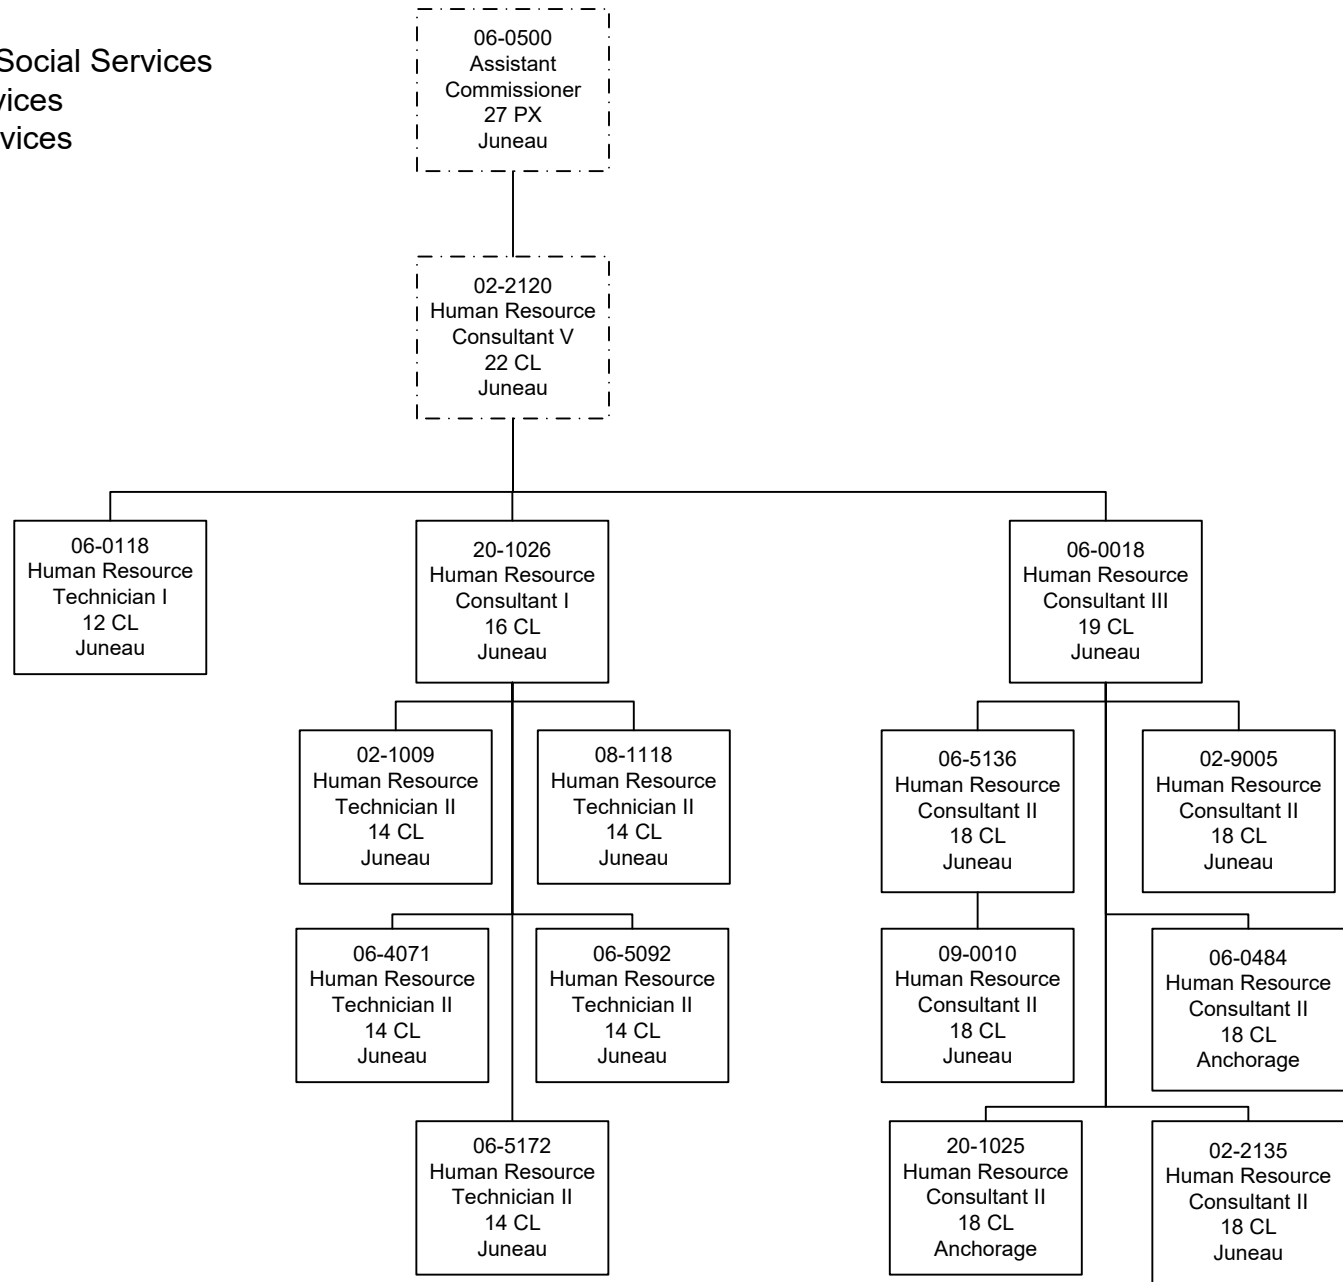 Social Services
vices
vices
06-0500
Assistant
Commissioner
27 PX
Juneau
02-2120
Human Resource
Consultant V
22 CL
Juneau
06-0118
Human Resource
Technician I
12 CL
Juneau
20-1026
Human Resource
Consultant I
16 CL
Juneau
06-0018
Human Resource
Consultant III
19 CL
Juneau
02-1009
Human Resource
Technician II
14 CL
Juneau
08-1118
Human Resource
Technician II
14 CL
Juneau
06-5136
Human Resource
Consultant II
18 CL
Juneau
02-9005
Human Resource
Consultant II
18 CL
Juneau
06-4071
Human Resource
Technician II
14 CL
Juneau
06-5092
Human Resource
Technician II
14 CL
Juneau
09-0010
Human Resource
Consultant II
18 CL
Juneau
06-0484
Human Resource
Consultant II
18 CL
Anchorage
06-5172
Human Resource
Technician II
14 CL
Juneau
20-1025
Human Resource
Consultant II
18 CL
Anchorage
02-2135
Human Resource
Consultant II
18 CL
Juneau